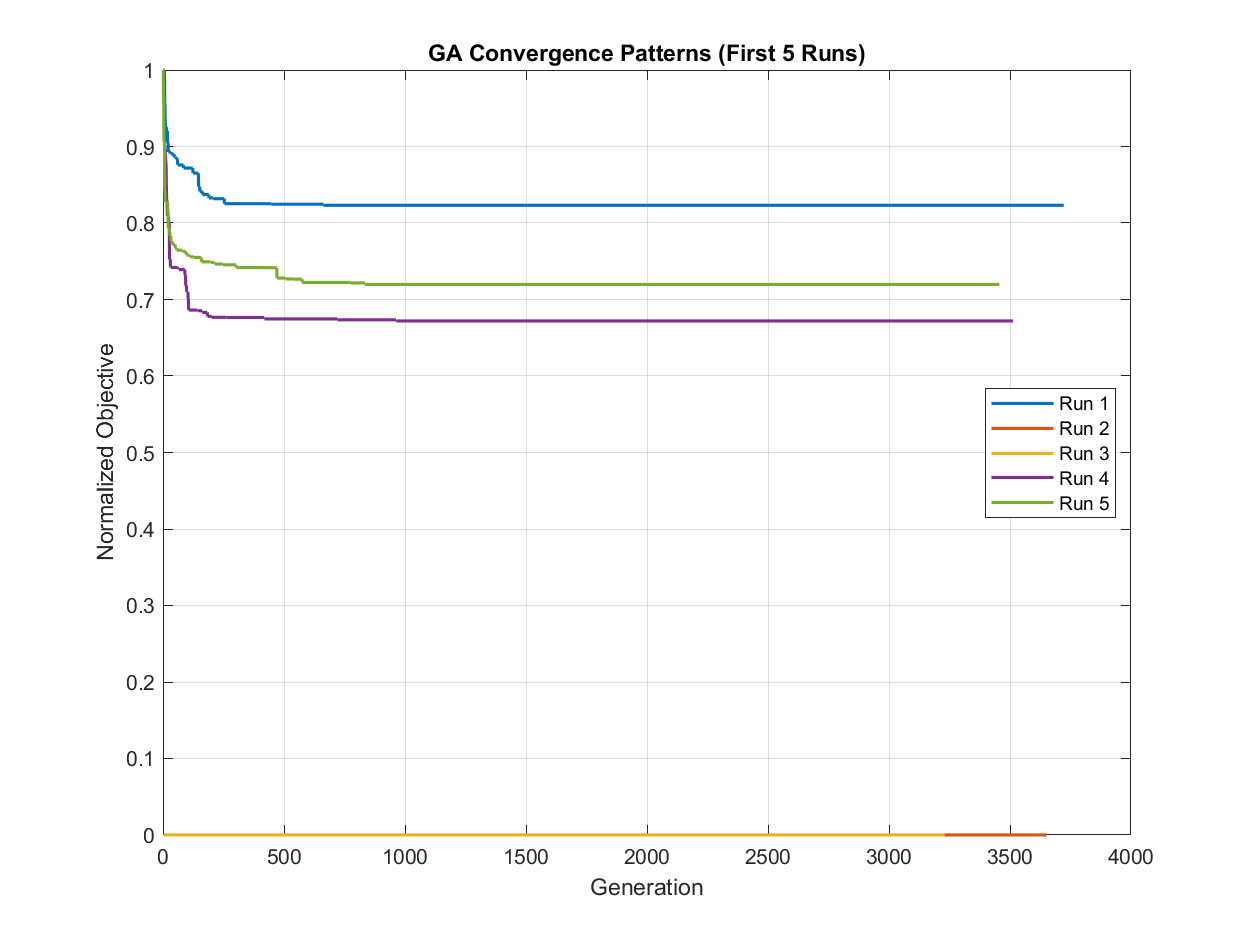 GA Convergence Patterns (First 5 Runs)
1
0.9
0.8
0.7
0.6
0.5
0.4
0.3
0.2
0.1
0
Normalized Objective
Run 1
Run 2
Run 3
Run 4
Run 5
0 500 1000 1500 2000 2500 3000 3500 4000
Generation